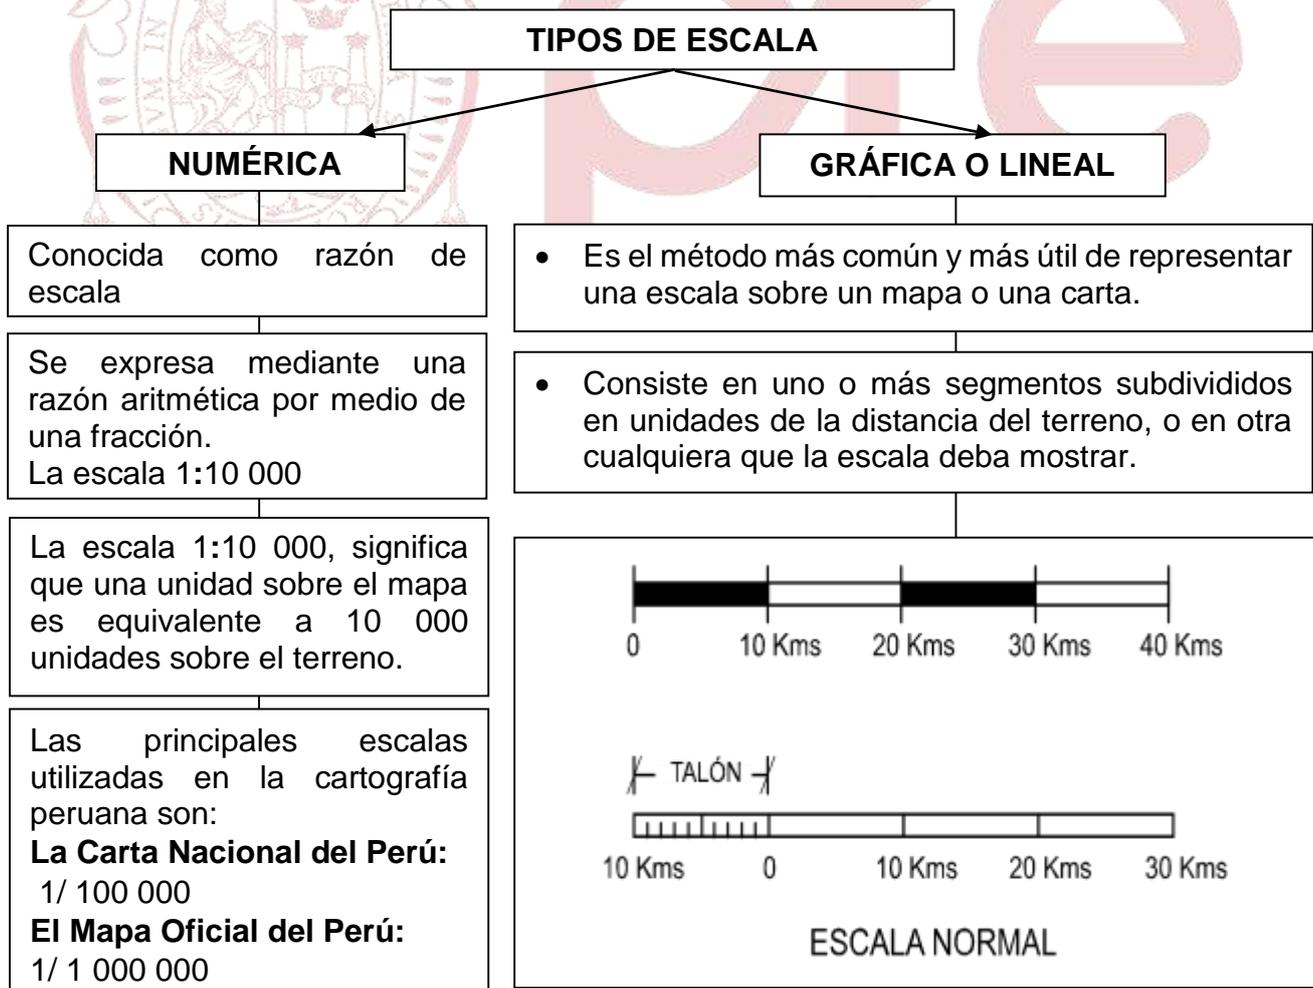 TIPOS DE ESCALA
NUMÉRICA
Conocida como razón de
escala
Se expresa mediante una
razón aritmética por medio de
una fracción.
La escala 1:10 000
La escala 1:10 000, significa
que una unidad sobre el mapa
es equivalente a 10 000
unidades sobre el terreno.
Las principales escalas
utilizadas en la cartografía
peruana son:
La Carta Nacional del Perú:
1/ 100 000
El Mapa Oficial del Perú:
1/ 1 000 000
GRÁFICA O LINEAL
• Es el método más común y más útil de representar
una escala sobre un mapa o una carta.
• Consiste en uno o más segmentos subdivididos
en unidades de la distancia del terreno, o en otra
cualquiera que la escala deba mostrar.
0 10 Kms 20 Kms 30 Kms 40 Kms
TALÓN
10 Kms 0 10 Kms 20 Kms 30 Kms
ESCALA NORMAL
pre